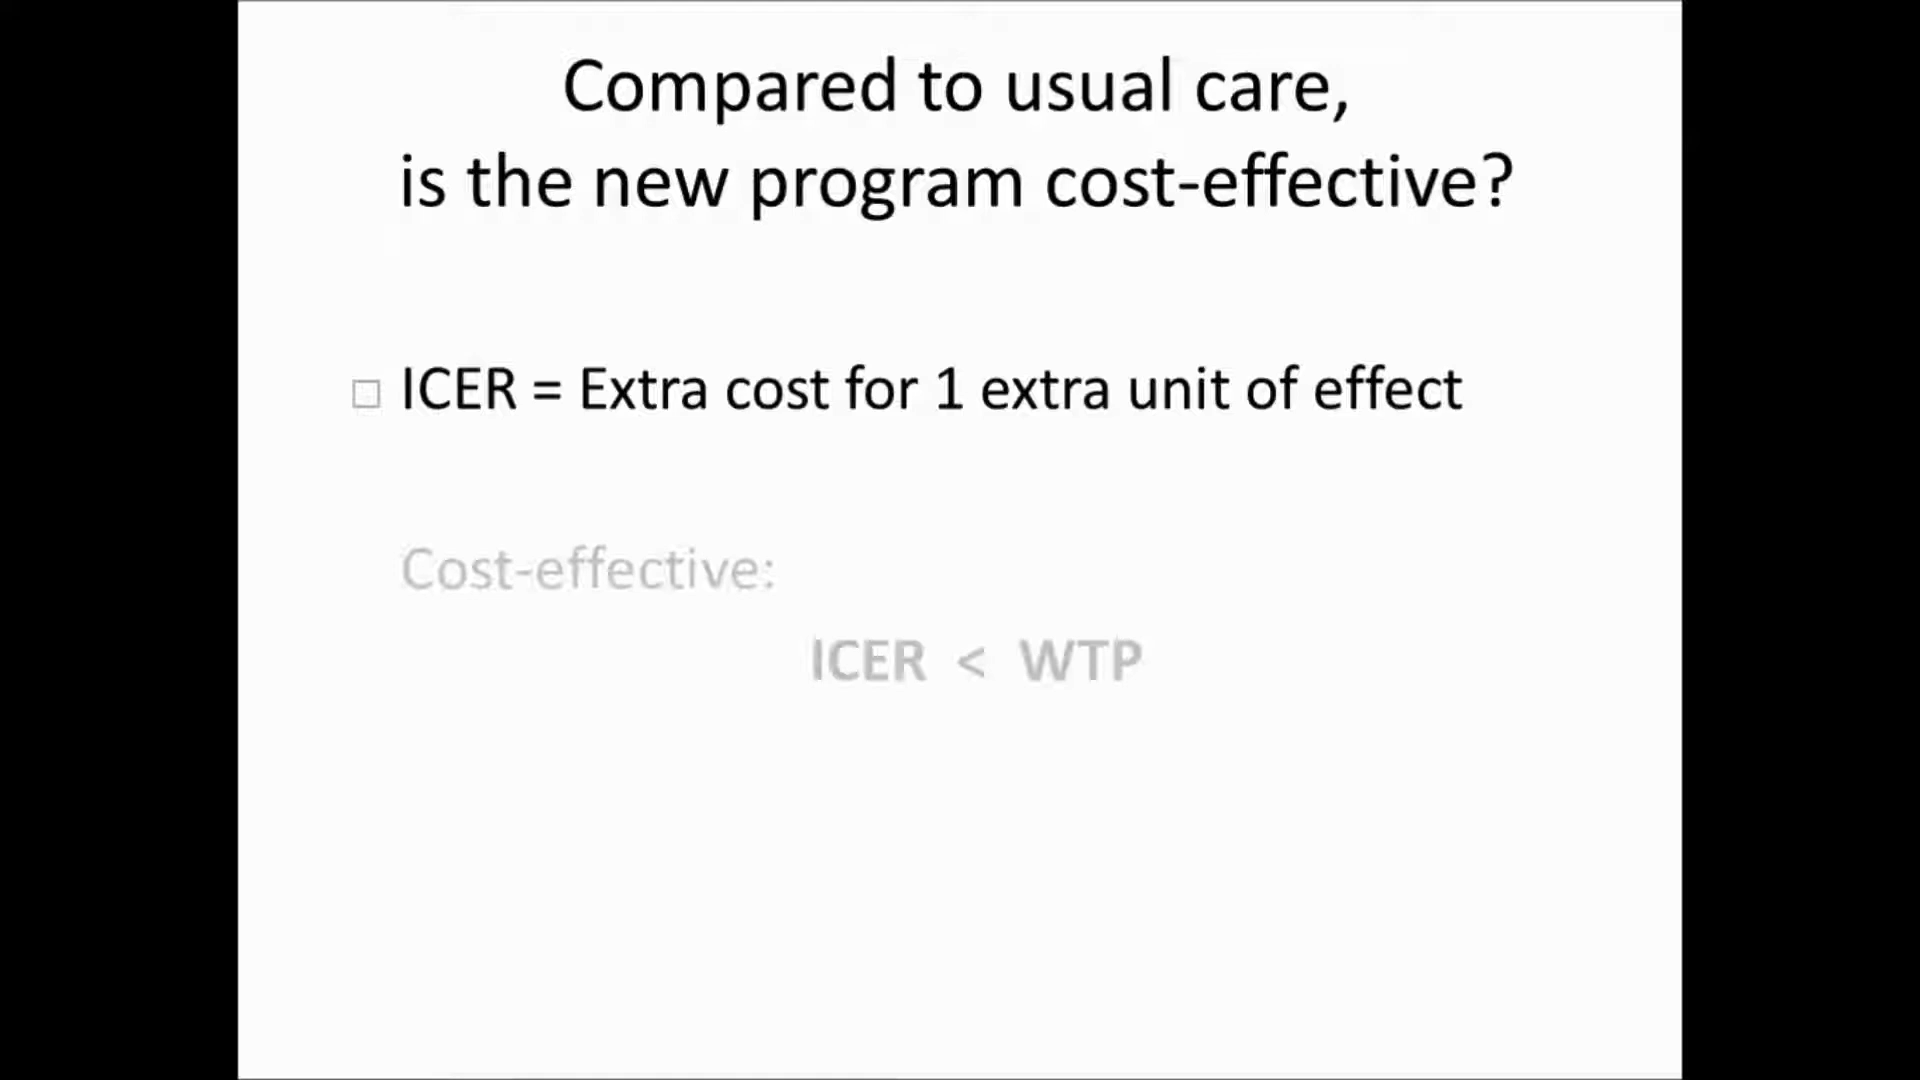 Compared to usual care,
is the new program cost-effective?
ICER = Extra cost for 1 extra unit of effect
Cost-effective:
ICER < WTP